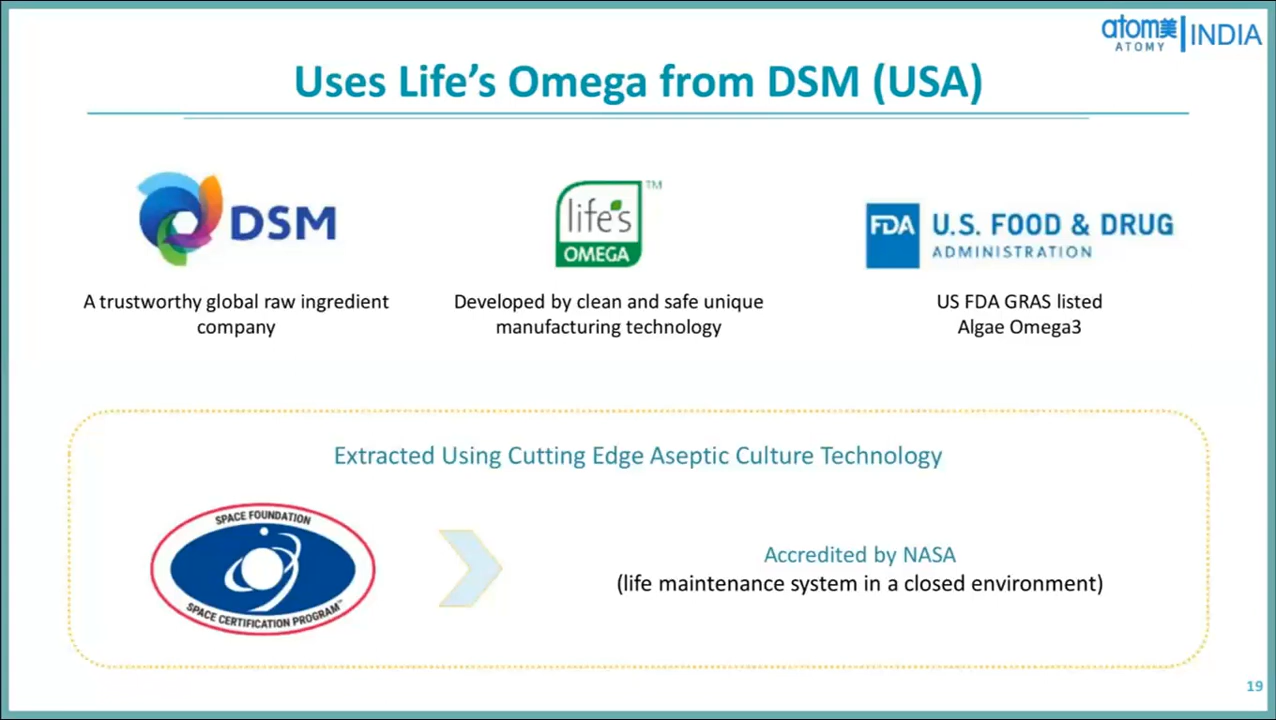 atom美 INDIA
ATOMY
Uses Life's Omega from DSM (USA)
DSM
life's
OMEGA
TM
FDA
U.S. FOOD & DRUG
ADMINISTRATION
A trustworthy global raw ingredient
company
Developed by clean and safe unique
manufacturing technology
US FDA GRAS listed
Algae Omega3
Extracted Using Cutting Edge Aseptic Culture Technology
SPACE FOUNDATION
SPACE CERTIFICATION PROGRAM™
Accredited by NASA
(life maintenance system in a closed environment)
19